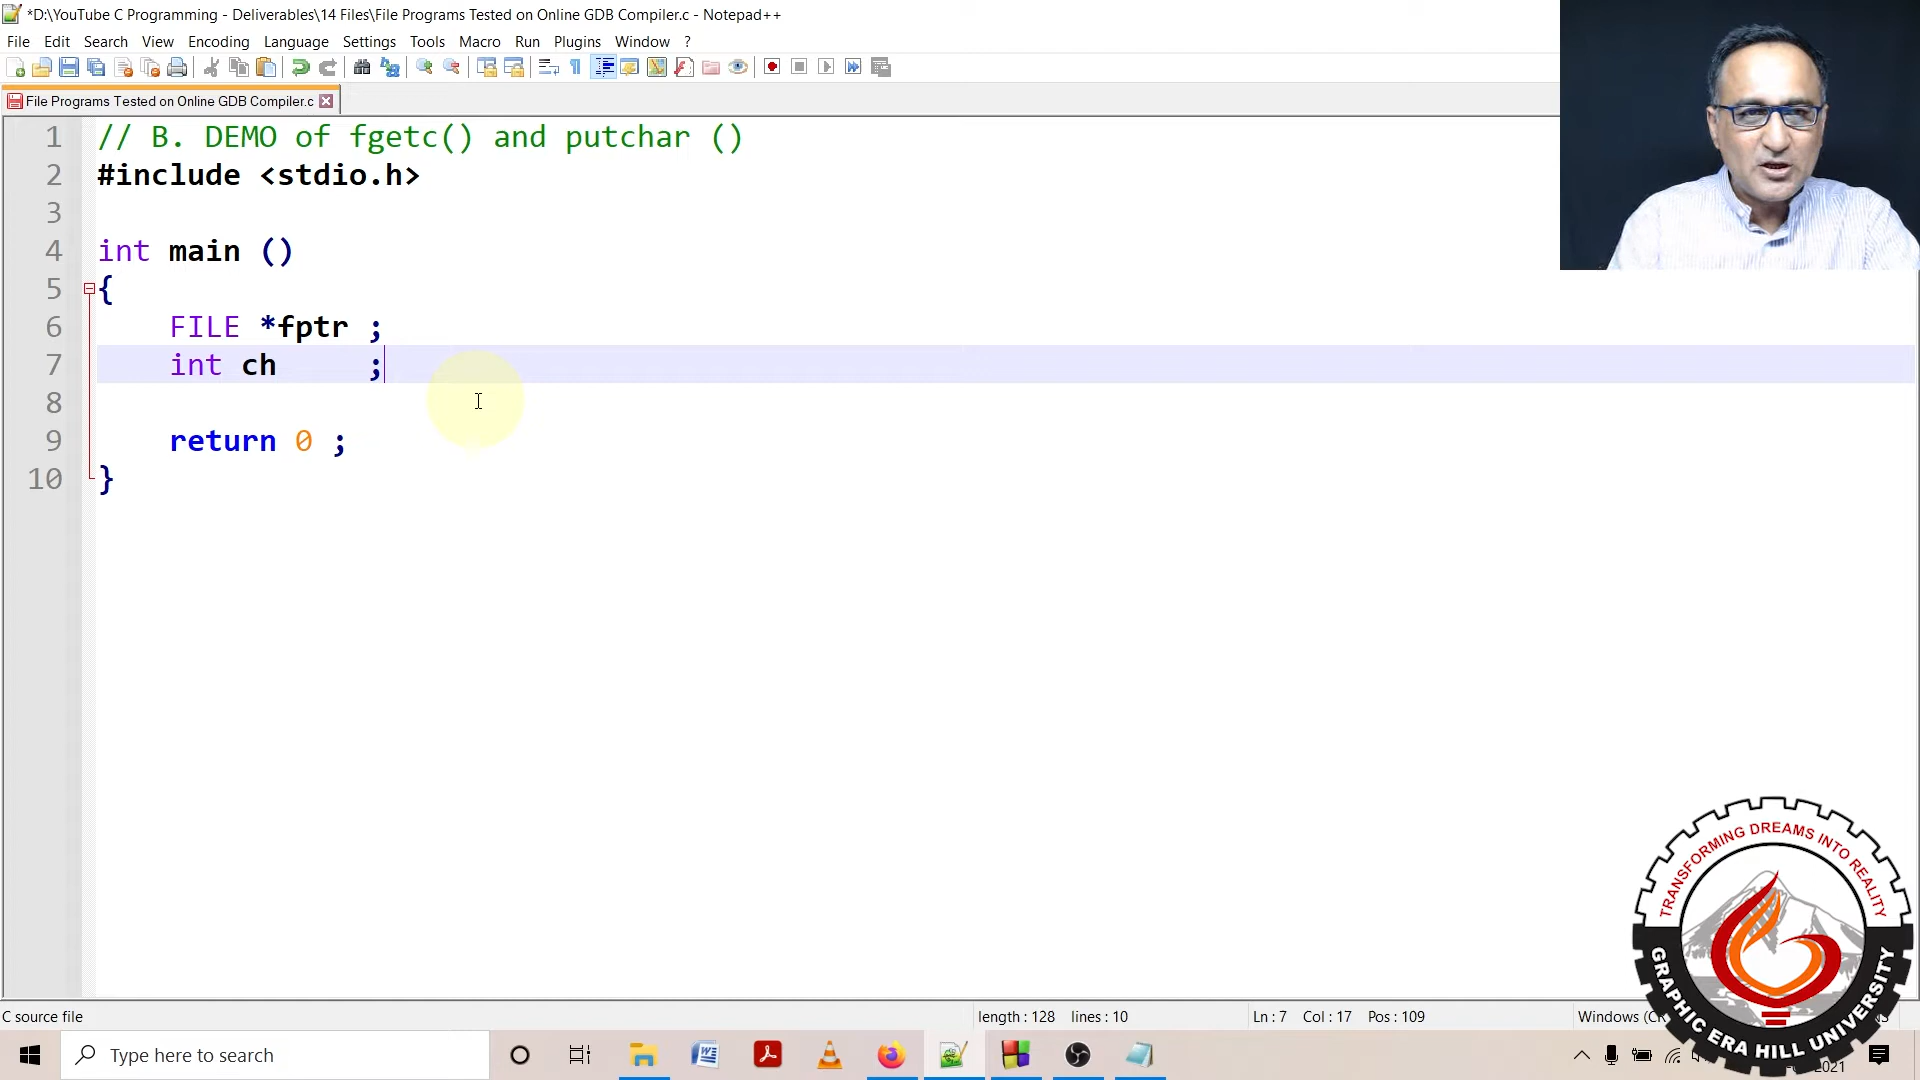 *D:\YouTube C Programming - Deliverables\14 Files\File Programs Tested on Online GDB Compiler.c - Notepad++
File Edit Search View Encoding Language Settings Tools Macro Run Plugins Window ?
File Programs Tested on Online GDB Compiler.c
1 // B. DEMO of fgetc() and putchar ()
2 #include <stdio.h>
3
4 int main ()
5 {
6 FILE *fptr ;
7 int ch ;
8
9 return 0 ;
10 }
TRANSFORMING DREAMS INTO REALITY
GRAPHIC ERA HILL UNIVERSITY
C source file length : 128 lines : 10 Ln : 7 Col : 17 Pos : 109 Windows (CR
Type here to search
2021